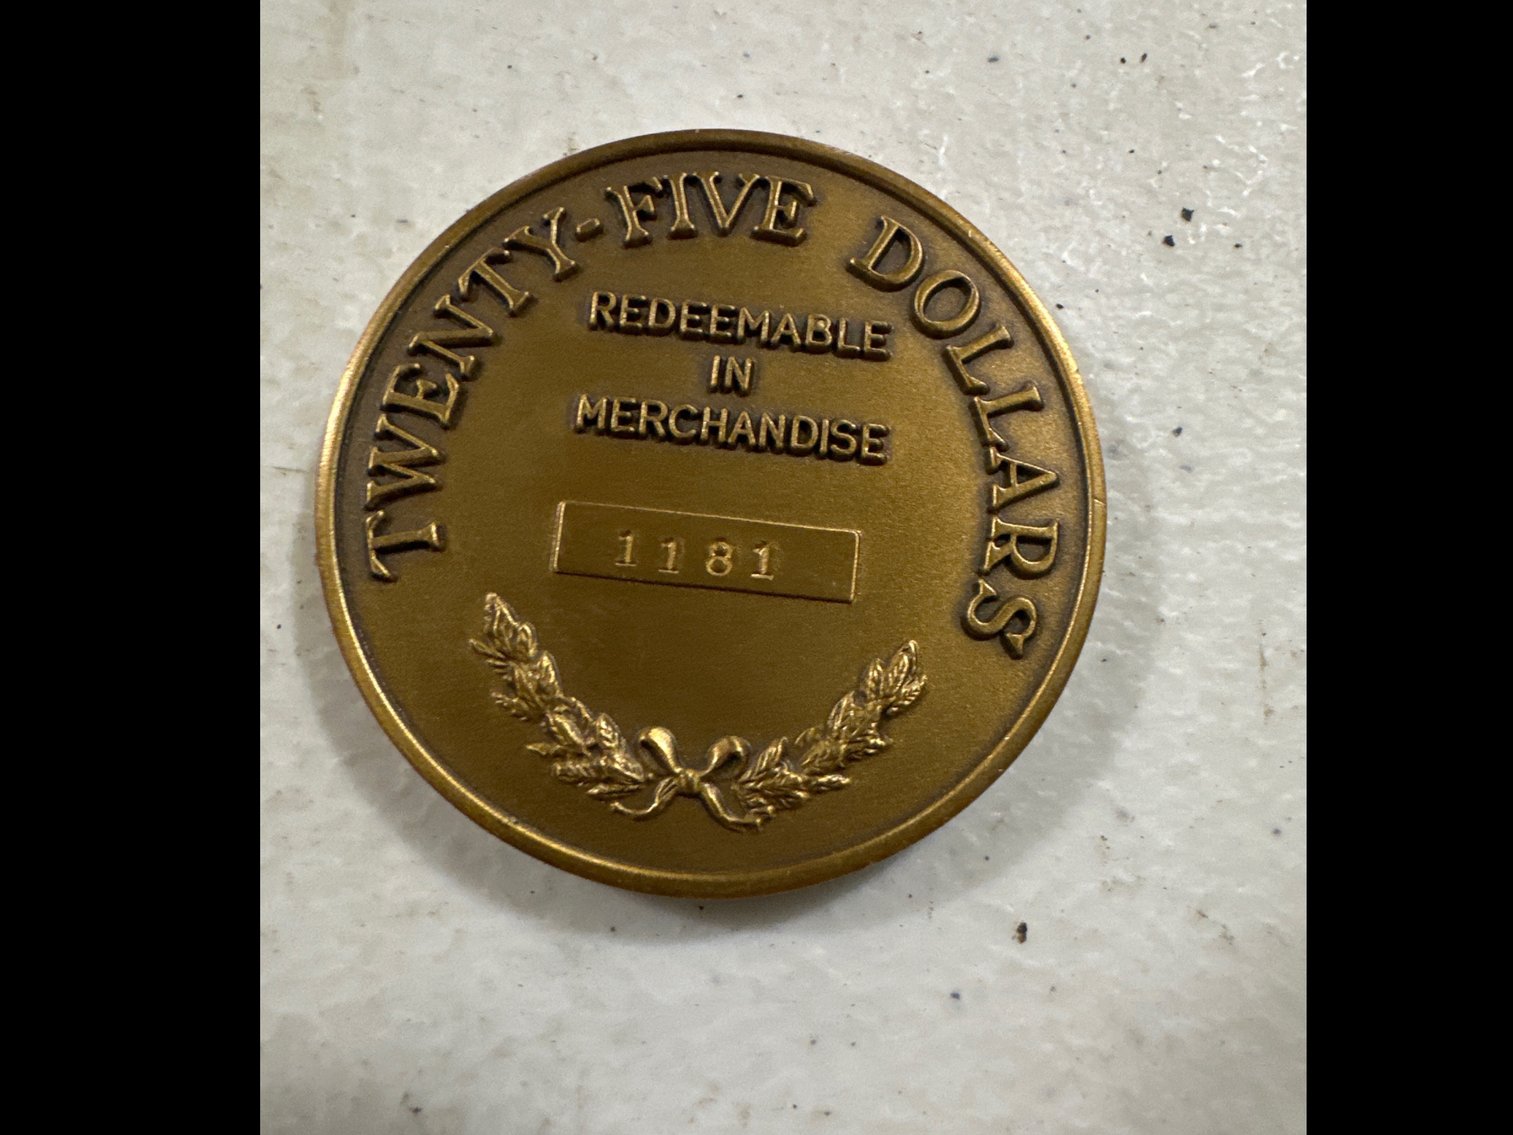 TWENTY-FIVE DOLLARS
REDEEMABLE
IN
MERCHANDISE
1181